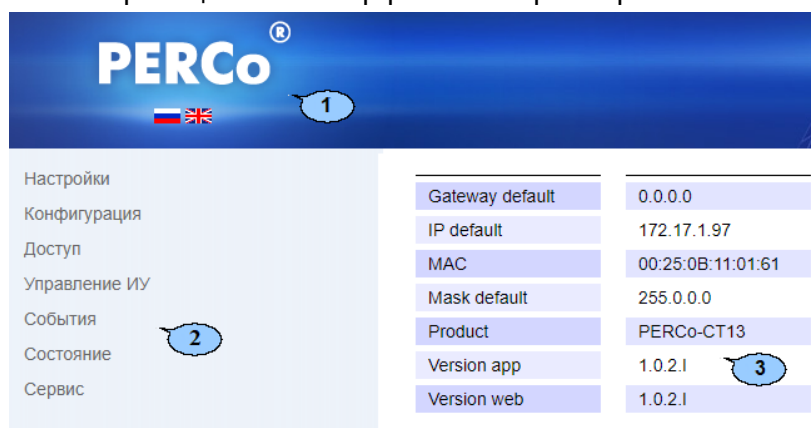 PERCo®
1
Настройки
Конфигурация
Доступ
Управление ИУ
События
Состояние
Сервис
2
Gateway default 0.0.0.0
IP default 172.17.1.97
MAC 00:25:0B:11:01:61
Mask default 255.0.0.0
Product PERCo-CT13
Version app 1.0.2.I
3
Version web 1.0.2.I